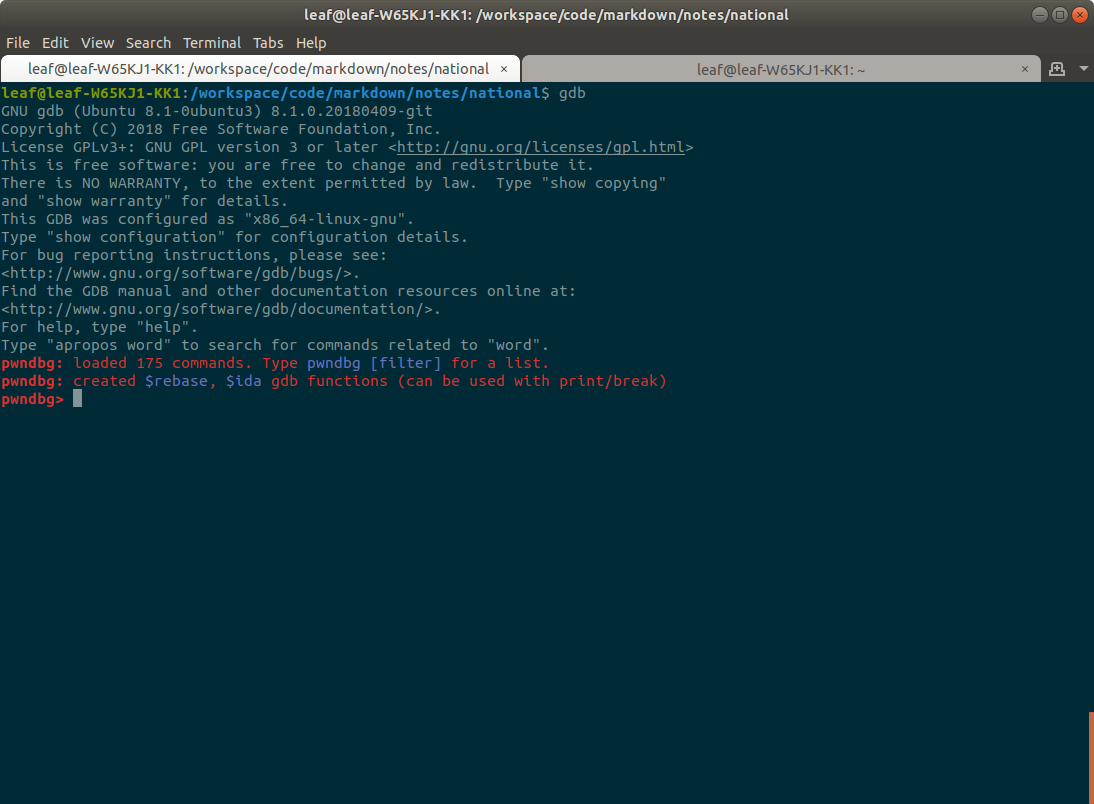 leaf@leaf-W65KJ1-KK1: /workspace/code/markdown/notes/national
File Edit View Search Terminal Tabs Help
leaf@leaf-W65KJ1-KK1: /workspace/code/markdown/notes/national × leaf@leaf-W65KJ1-KK1: ~ ×
leaf@leaf-W65KJ1-KK1:/workspace/code/markdown/notes/national$ gdb
GNU gdb (Ubuntu 8.1-0ubuntu3) 8.1.0.20180409-git
Copyright (C) 2018 Free Software Foundation, Inc.
License GPLv3+: GNU GPL version 3 or later <http://gnu.org/licenses/gpl.html>
This is free software: you are free to change and redistribute it.
There is NO WARRANTY, to the extent permitted by law.  Type "show copying"
and "show warranty" for details.
This GDB was configured as "x86_64-linux-gnu".
Type "show configuration" for configuration details.
For bug reporting instructions, please see:
<http://www.gnu.org/software/gdb/bugs/>.
Find the GDB manual and other documentation resources online at:
<http://www.gnu.org/software/gdb/documentation/>.
For help, type "help".
Type "apropos word" to search for commands related to "word".
pwndbg: loaded 175 commands. Type pwndbg [filter] for a list.
pwndbg: created $rebase, $ida gdb functions (can be used with print/break)
pwndbg>